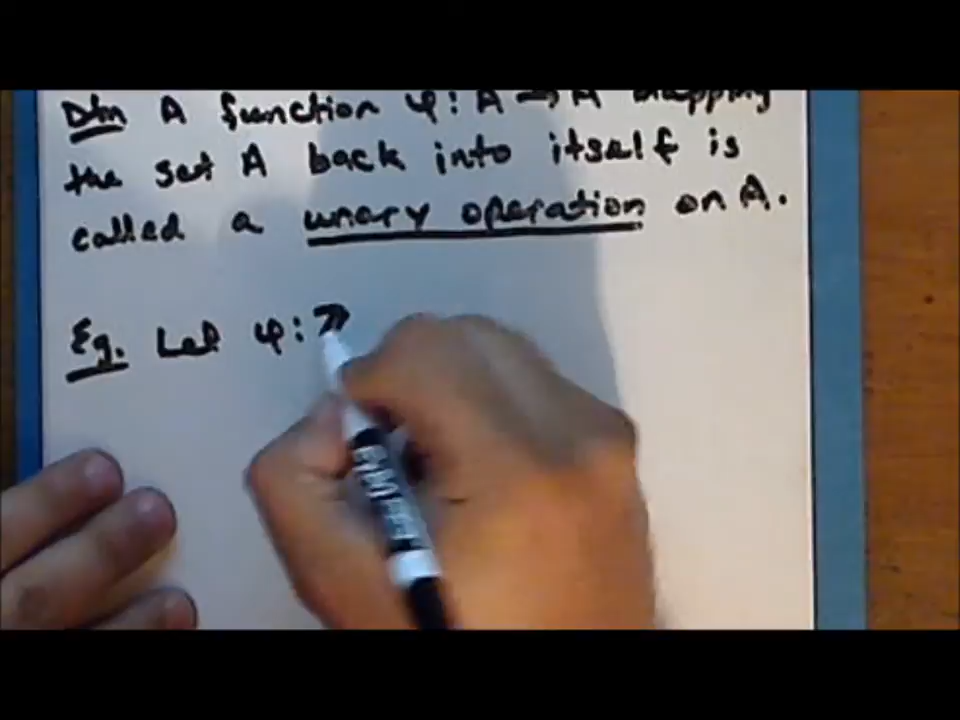 Dfn A function φ: A → A mapping
the set A back into itself is
called a unary operation on A.
Eg. Let φ: